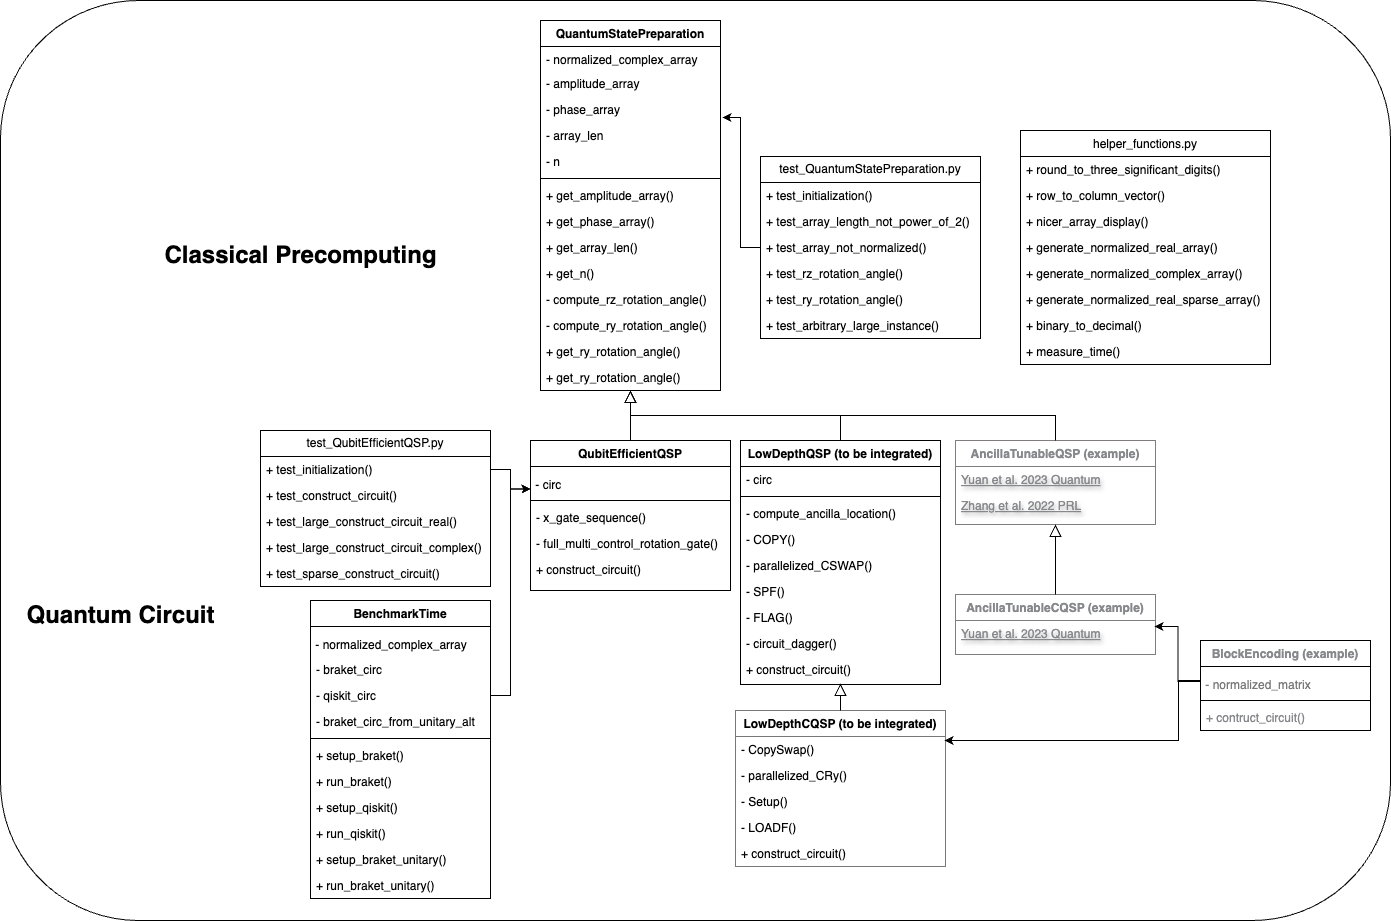 QuantumStatePreparation
- normalized_complex_array
- amplitude_array
- phase_array
- array_len
- n
+ get_amplitude_array()
+ get_phase_array()
+ get_array_len()
+ get_n()
- compute_rz_rotation_angle()
- compute_ry_rotation_angle()
+ get_ry_rotation_angle()
+ get_ry_rotation_angle()
test_QuantumStatePreparation.py
+ test_initialization()
+ test_array_length_not_power_of_2()
+ test_array_not_normalized()
+ test_rz_rotation_angle()
+ test_ry_rotation_angle()
+ test_arbitrary_large_instance()
helper_functions.py
+ round_to_three_significant_digits()
+ row_to_column_vector()
+ nicer_array_display()
+ generate_normalized_real_array()
+ generate_normalized_complex_array()
+ generate_normalized_real_sparse_array()
+ binary_to_decimal()
+ measure_time()
Classical Precomputing
test_QubitEfficientQSP.py
+ test_initialization()
+ test_construct_circuit()
+ test_large_construct_circuit_real()
+ test_large_construct_circuit_complex()
+ test_sparse_construct_circuit()
QubitEfficientQSP
- circ
- x_gate_sequence()
- full_multi_control_rotation_gate()
+ construct_circuit()
LowDepthQSP (to be integrated)
- circ
- compute_ancilla_location()
- COPY()
- parallelized_CSWAP()
- SPF()
- FLAG()
- circuit_dagger()
+ construct_circuit()
AncillaTunableQSP (example)
Yuan et al. 2023 Quantum
Zhang et al. 2022 PRL
Quantum Circuit
BenchmarkTime
- normalized_complex_array
- braket_circ
- qiskit_circ
- braket_circ_from_unitary_alt
+ setup_braket()
+ run_braket()
+ setup_qiskit()
+ run_qiskit()
+ setup_braket_unitary()
+ run_braket_unitary()
LowDepthCQSP (to be integrated)
- CopySwap()
- parallelized_CRy()
- Setup()
- LOADF()
+ construct_circuit()
AncillaTunableCQSP (example)
Yuan et al. 2023 Quantum
BlockEncoding (example)
- normalized_matrix
+ contruct_circuit()